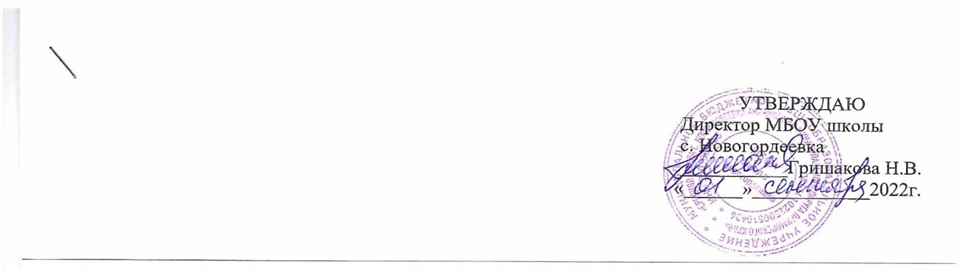 УТВЕРЖДАЮ
Директор МБОУ школы
с. Новогордеевка
Гришакова Н.В.
«01» сентября 2022г.